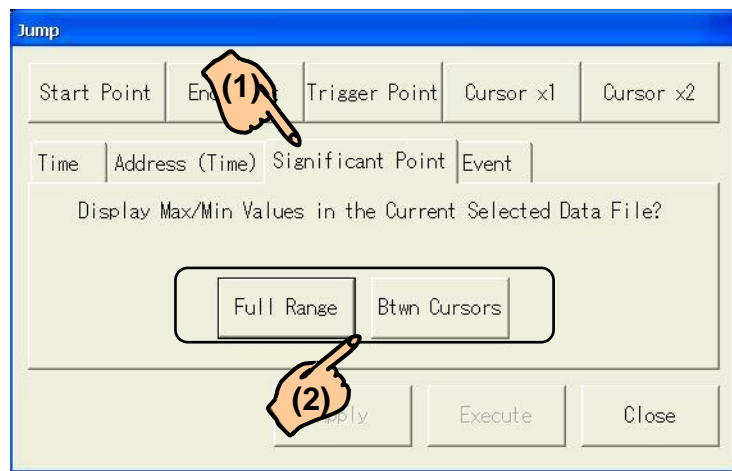 Jump
Start Point
(1)
Trigger Point
Cursor x1
Cursor x2
Time
Address (Time)
Significant Point
Event
Display Max/Min Values in the Current Selected Data File?
Full Range
Btwn Cursors
(2)
Execute
Close